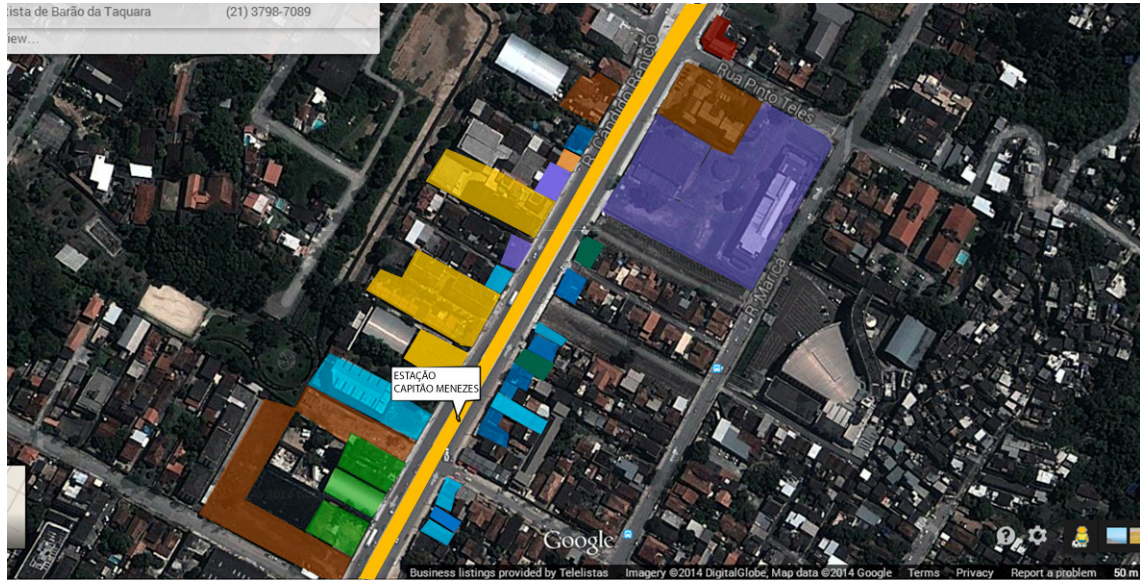 tista de Barão da Taquara (21) 3798-7089
iew...
R. Cândido Benício
Rua Pinto Teles
R. Maricá
ESTAÇÃO
CAPITÃO MENEZES
Google
Business listings provided by Telelistas Imagery ©2014 DigitalGlobe, Map data ©2014 Google Terms Privacy Report a problem 50 m